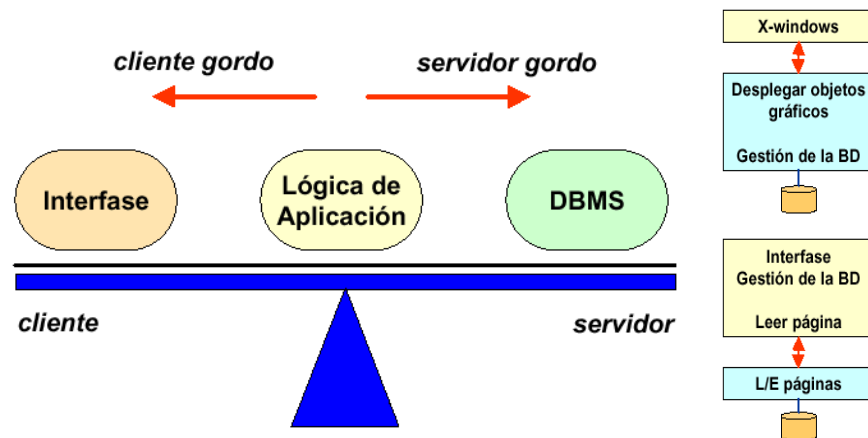 cliente gordo
servidor gordo
Interfase
Lógica de
Aplicación
DBMS
cliente
servidor
X-windows
Desplegar objetos
gráficos
Gestión de la BD
Interfase
Gestión de la BD
Leer página
L/E páginas